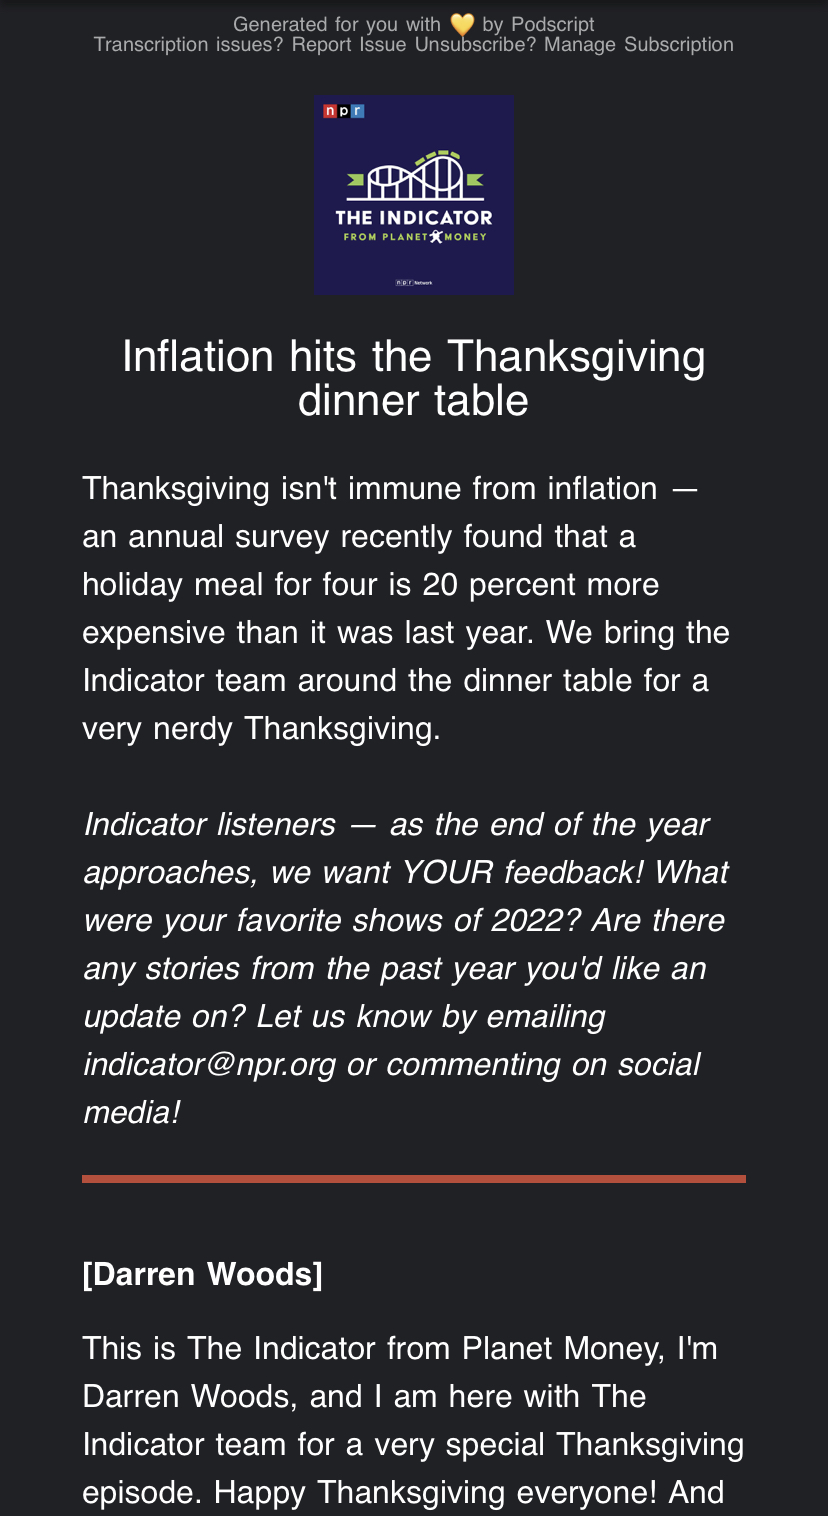 Generated for you with 💛 by Podscript
Transcription issues? Report Issue Unsubscribe? Manage Subscription
npr
THE INDICATOR
FROM PLANET MONEY
npr Network
Inflation hits the Thanksgiving
dinner table
Thanksgiving isn't immune from inflation —
an annual survey recently found that a
holiday meal for four is 20 percent more
expensive than it was last year. We bring the
Indicator team around the dinner table for a
very nerdy Thanksgiving.
Indicator listeners — as the end of the year
approaches, we want YOUR feedback! What
were your favorite shows of 2022? Are there
any stories from the past year you'd like an
update on? Let us know by emailing
indicator@npr.org or commenting on social
media!
[Darren Woods]
This is The Indicator from Planet Money, I'm
Darren Woods, and I am here with The
Indicator team for a very special Thanksgiving
episode. Happy Thanksgiving everyone! And